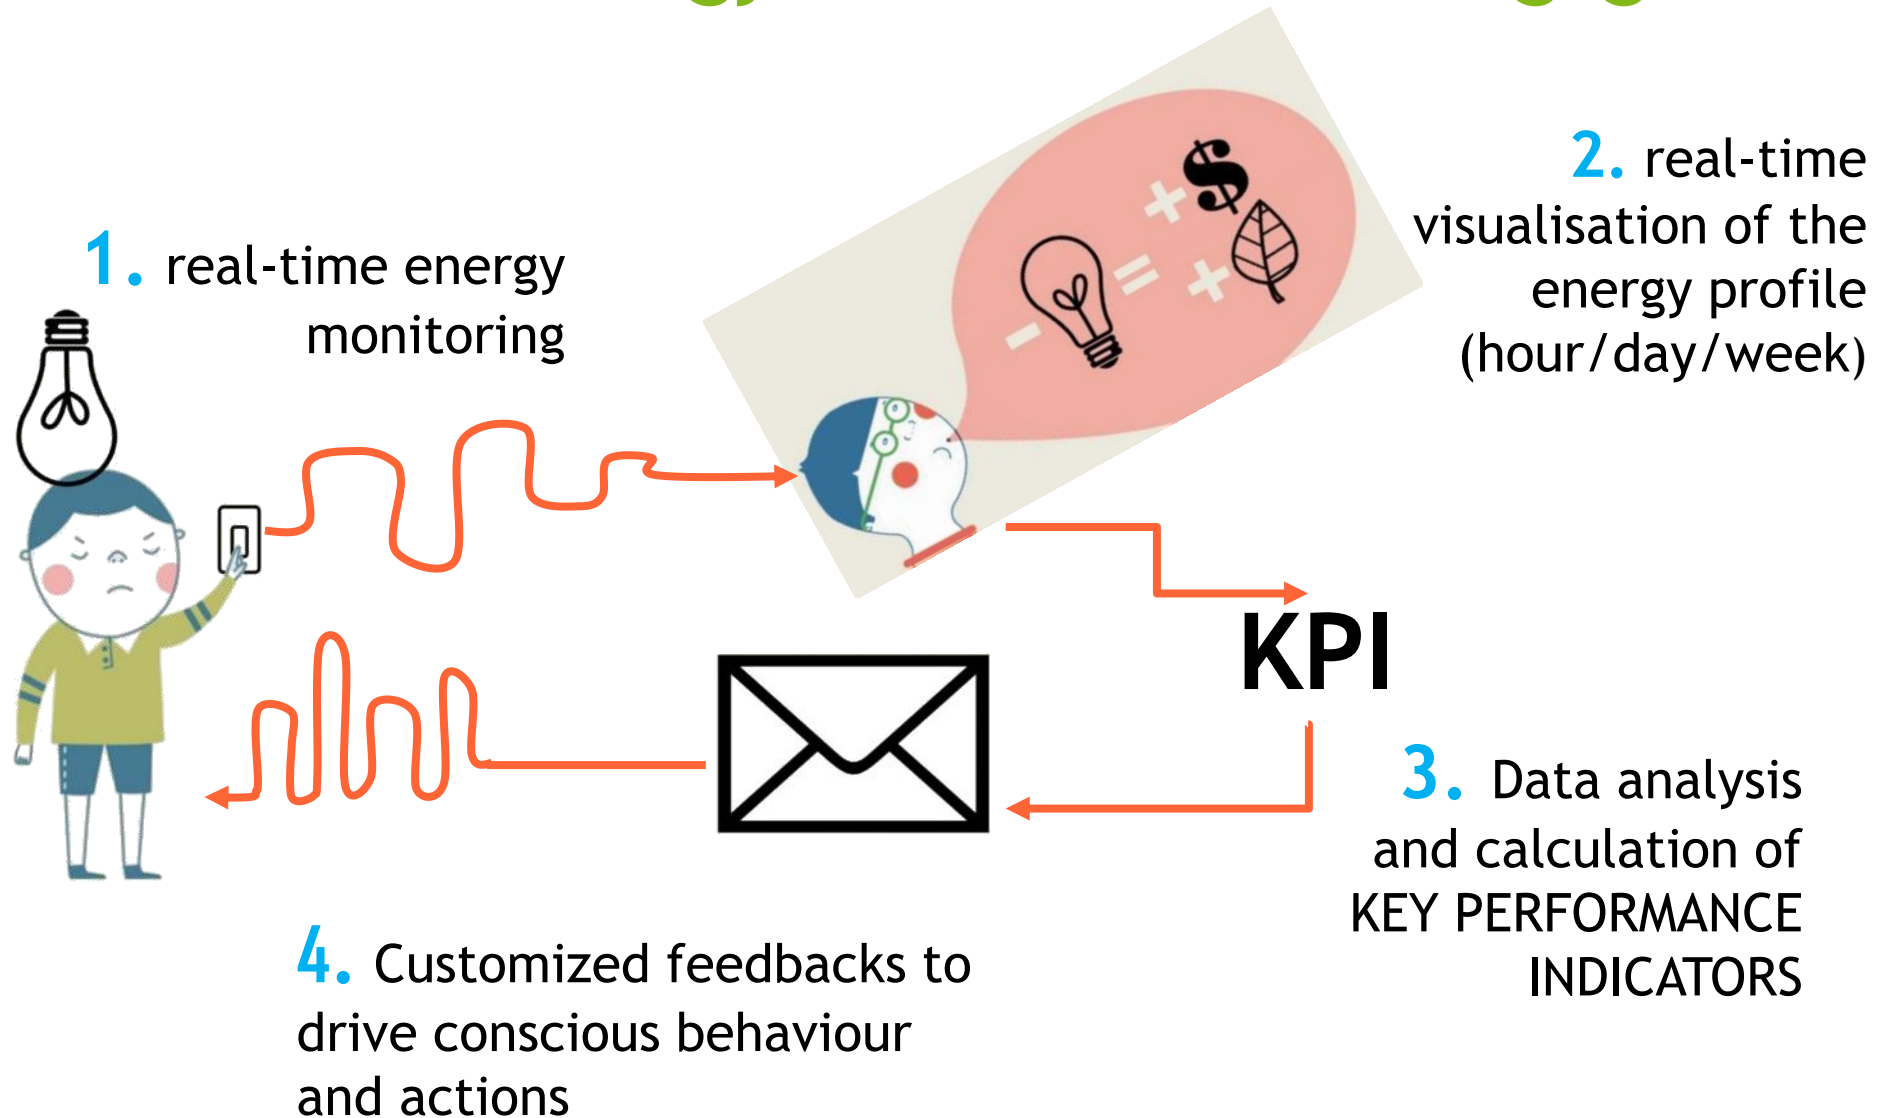 1. real-time energy
monitoring
2. real-time
visualisation of the
energy profile
(hour/day/week)
KPI
3. Data analysis
and calculation of
KEY PERFORMANCE
INDICATORS
4. Customized feedbacks to
drive conscious behaviour
and actions